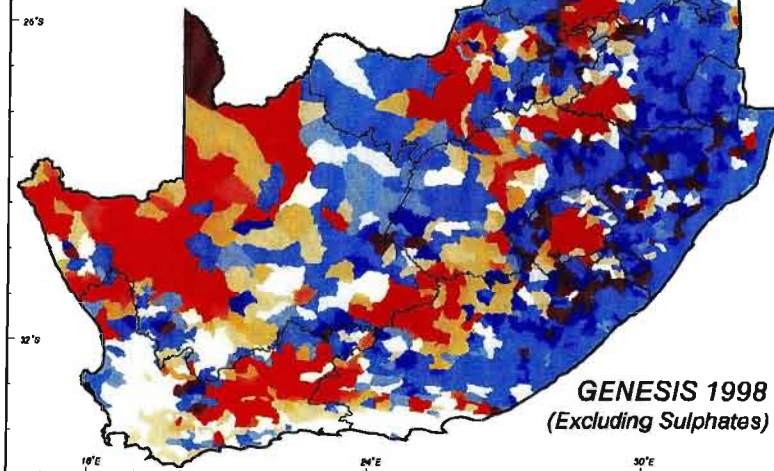 26°S
32°S
GENESIS 1998
(Excluding Sulphates)
18°E
24°E
30°E